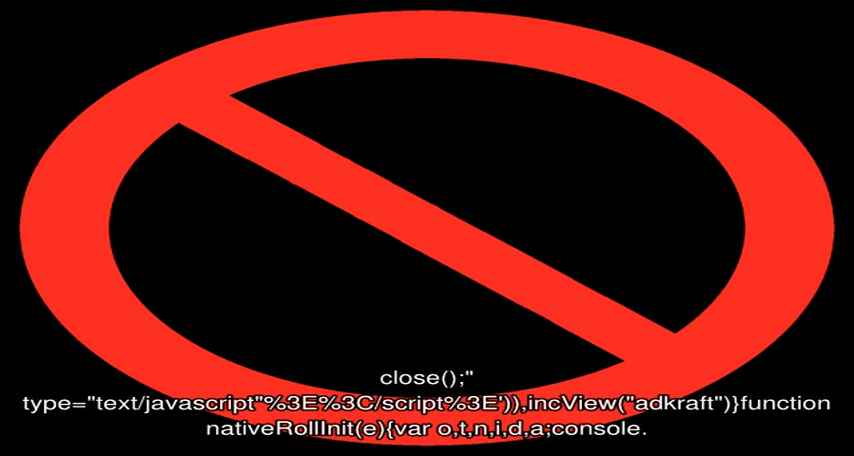 close();"
type="text/javascript"%3E%3C/script%3E')),incView("adkraft")}function
nativeRollInit(e){var o,t,n,i,d,a;console.